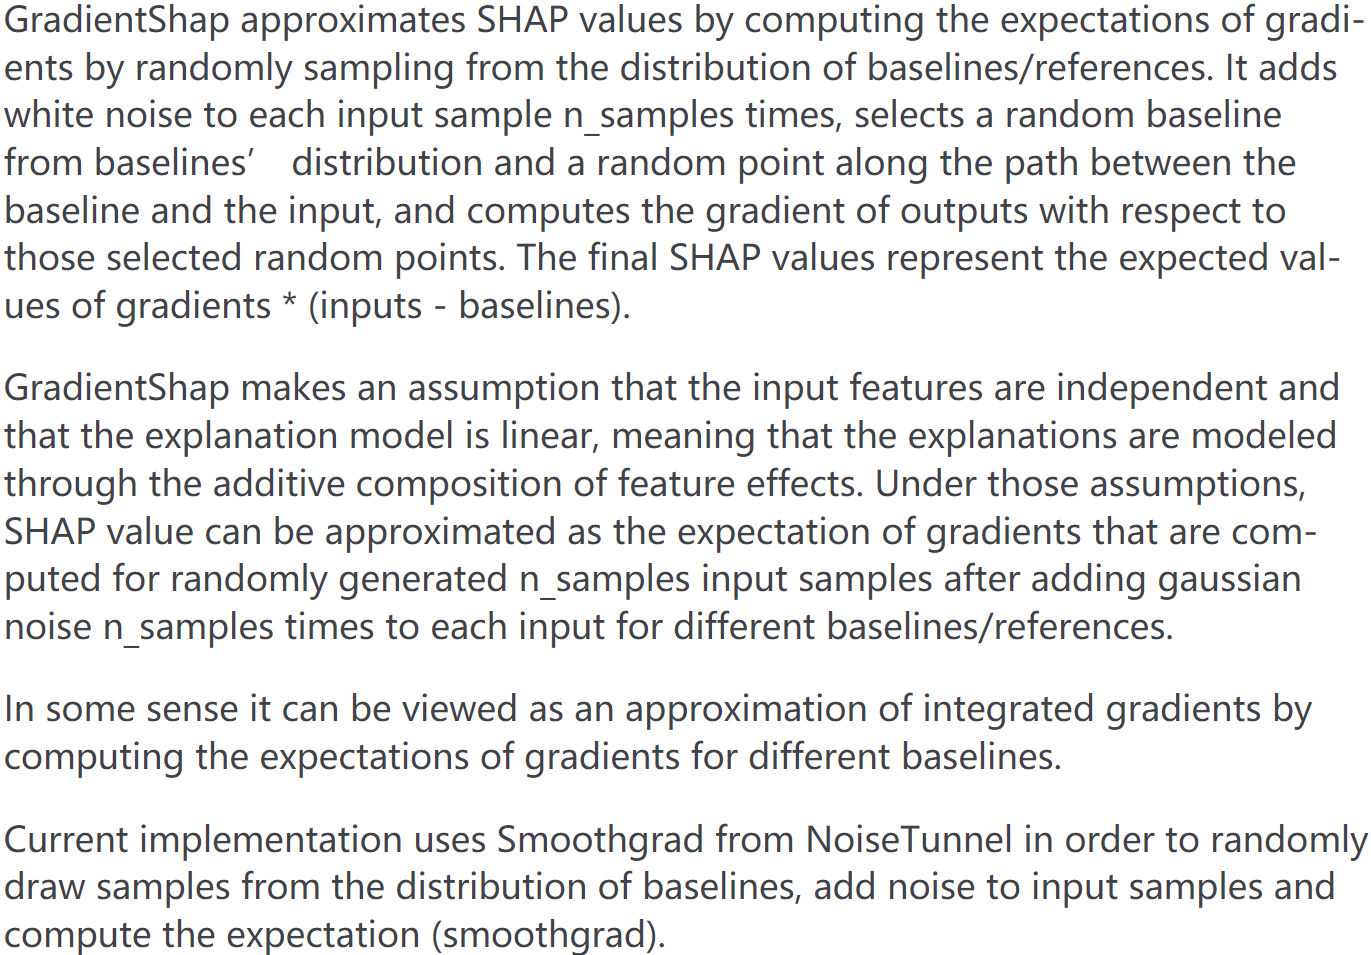 GradientShap approximates SHAP values by computing the expectations of gradi-
ents by randomly sampling from the distribution of baselines/references. It adds
white noise to each input sample n_samples times, selects a random baseline
from baselines’ distribution and a random point along the path between the
baseline and the input, and computes the gradient of outputs with respect to
those selected random points. The final SHAP values represent the expected val-
ues of gradients * (inputs - baselines).
GradientShap makes an assumption that the input features are independent and
that the explanation model is linear, meaning that the explanations are modeled
through the additive composition of feature effects. Under those assumptions,
SHAP value can be approximated as the expectation of gradients that are com-
puted for randomly generated n_samples input samples after adding gaussian
noise n_samples times to each input for different baselines/references.
In some sense it can be viewed as an approximation of integrated gradients by
computing the expectations of gradients for different baselines.
Current implementation uses Smoothgrad from NoiseTunnel in order to randomly
draw samples from the distribution of baselines, add noise to input samples and
compute the expectation (smoothgrad).